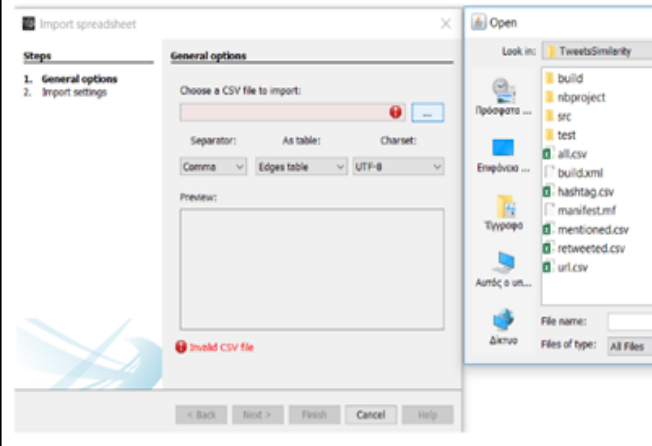 Import spreadsheet
Steps
1. General options
2. Import settings
General options
Choose a CSV file to import:
...
Separator: As table: Charset:
Comma Edges table UTF-8
Preview:
Invalid CSV file
< Back Next > Finish Cancel Help
Open
Look in: TweetsSimilarity
Πρόσφατα ...
Επιφάνεια ...
Έγγραφα
Αυτός ο υπ...
Δίκτυο
build
nbproject
src
test
all.csv
build.xml
hashtag.csv
manifest.mf
mentioned.csv
retweeted.csv
url.csv
File name:
Files of type: All Files